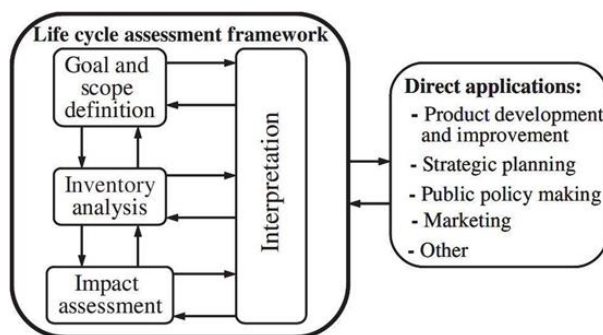 Life cycle assessment framework
Goal and
scope
definition
Inventory
analysis
Impact
assessment
Interpretation
Direct applications:
- Product development
and improvement
- Strategic planning
- Public policy making
- Marketing
- Other